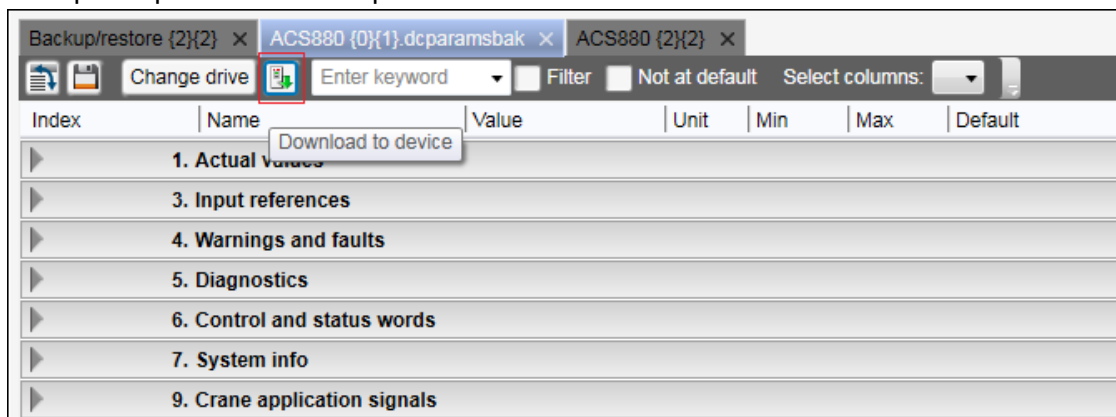 Backup/restore {2}{2} × ACS880 {0}{1}.dcparamsbak × ACS880 {2}{2} ×
Change drive Enter keyword Filter Not at default Select columns:
Index Name Value Unit Min Max Default
Download to device
1. Actual values
3. Input references
4. Warnings and faults
5. Diagnostics
6. Control and status words
7. System info
9. Crane application signals